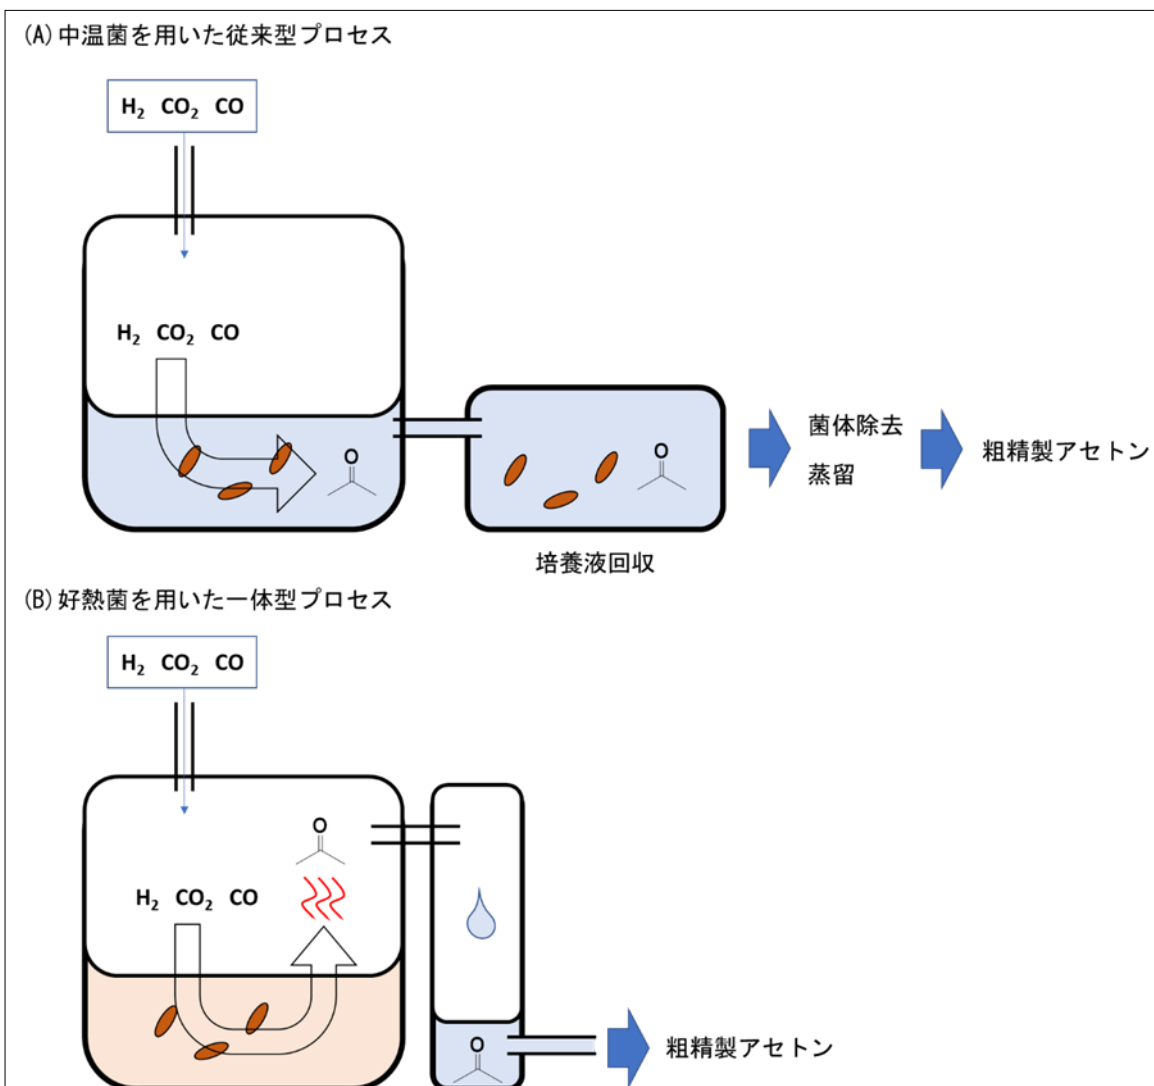 (A)中温菌を用いた従来型プロセス
H₂ CO₂ CO
H₂ CO₂ CO
O
O
菌体除去
蒸留
粗精製アセトン
培養液回収
(B)好熱菌を用いた一体型プロセス
H₂ CO₂ CO
O
H₂ CO₂ CO
O
粗精製アセトン